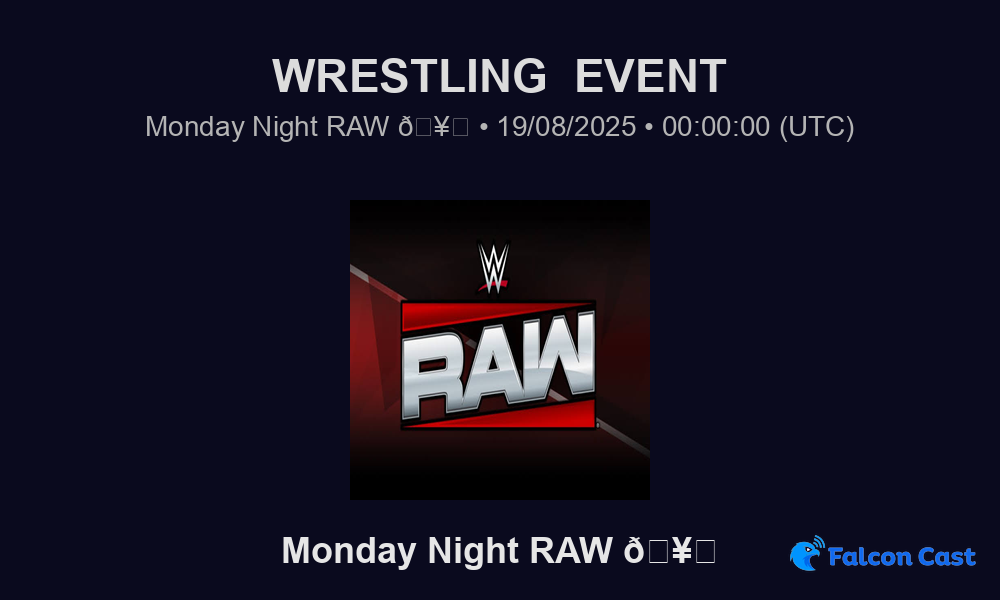 WRESTLING EVENT
Monday Night RAW ð□¥□ • 19/08/2025 • 00:00:00 (UTC)
W
RAW
Monday Night RAW ð□¥□
Falcon Cast